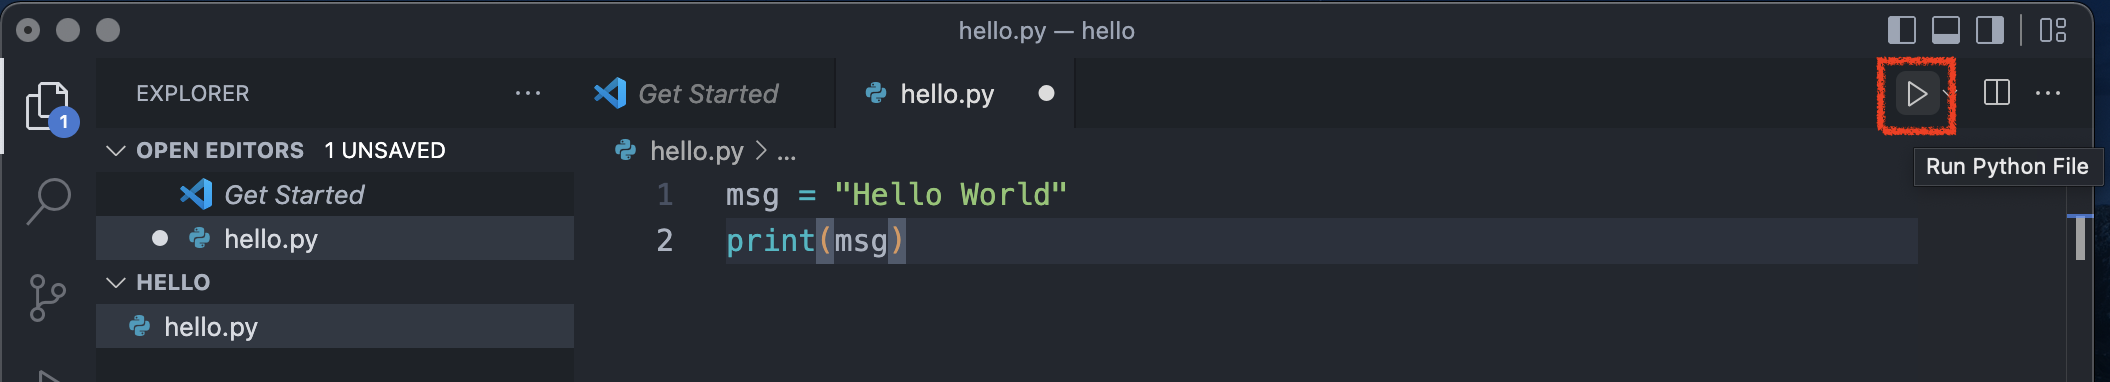 hello.py — hello
EXPLORER ...
Get Started
hello.py
1
OPEN EDITORS 1 UNSAVED
Get Started
hello.py
HELLO
hello.py
hello.py > ...
1 msg = "Hello World"
2 print(msg)
Run Python File